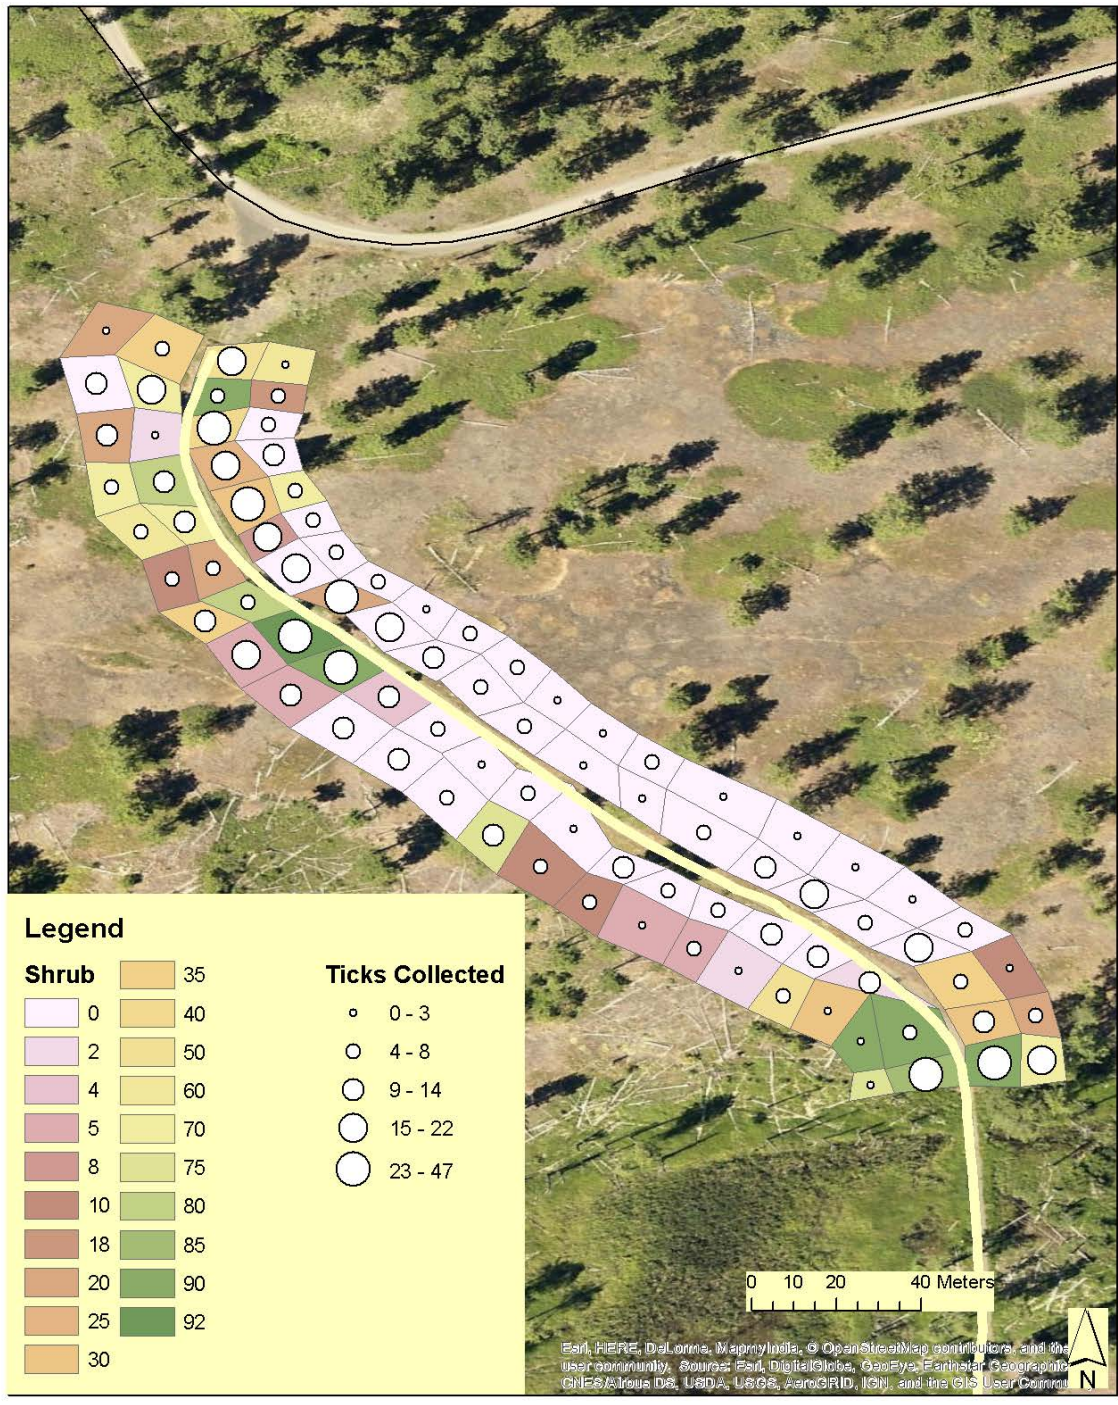 0 10 20 40 Meters
Legend
Shrub
0
2
4
5
8
10
18
20
25
30
35
40
50
60
70
75
80
85
90
92
Ticks Collected
0 - 3
4 - 8
9 - 14
15 - 22
23 - 47
Esri, HERE, DeLorme, MapmyIndia, © OpenStreetMap contributors, and the
user community, Source: Esri, DigitalGlobe, GeoEye, Earthstar Geographic
CNES/Airbus DS, USDA, USGS, AeroGRID, IGN, and the GIS User Commu
N